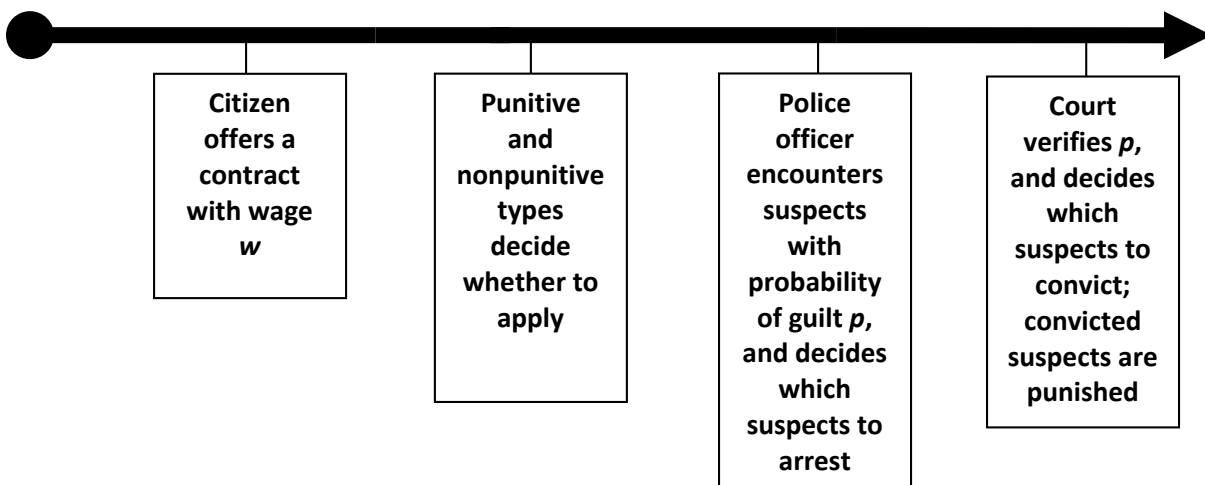 Citizen
offers a
contract
with wage
w
Punitive
and
nonpunitive
types
decide
whether to
apply
Police
officer
encounters
suspects
with
probability
of guilt p,
and decides
which
suspects to
arrest
Court
verifies p,
and decides
which
suspects to
convict;
convicted
suspects are
punished